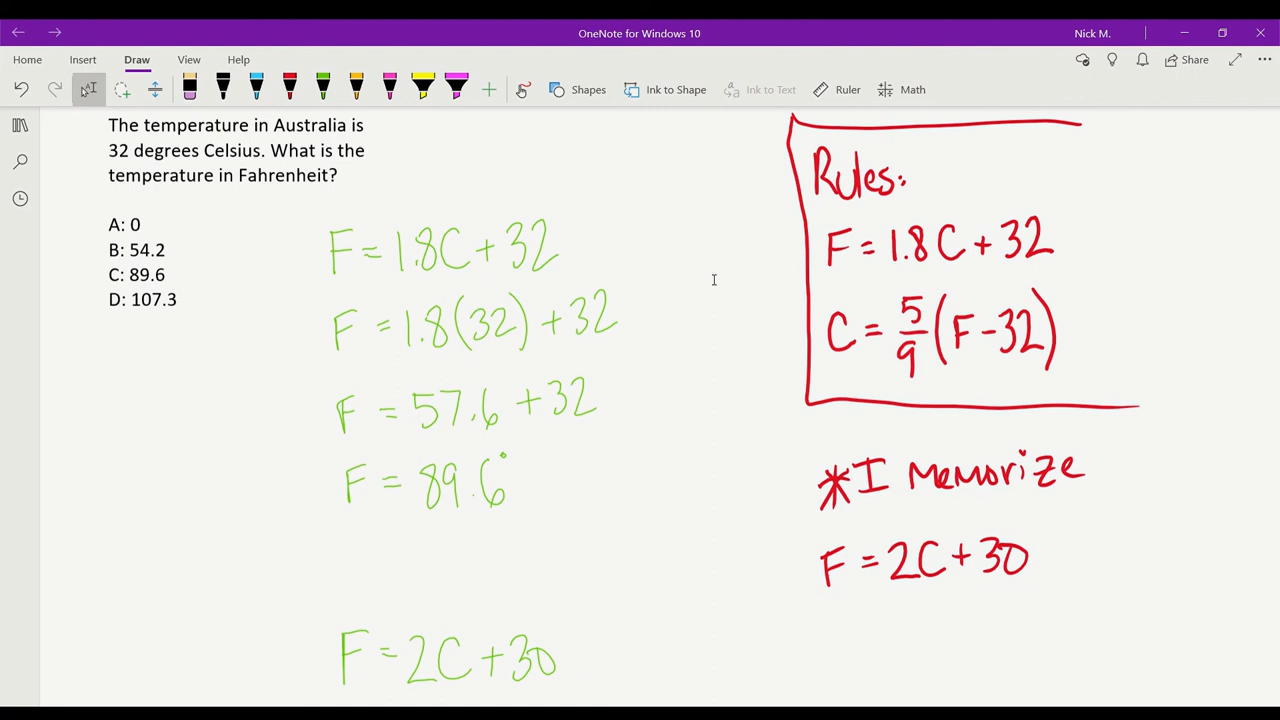 OneNote for Windows 10
Nick M.
Home Insert Draw View Help
Share
Shapes Ink to Shape Ink to Text Ruler Math
The temperature in Australia is
32 degrees Celsius. What is the
temperature in Fahrenheit?
A: 0
B: 54.2
C: 89.6
D: 107.3
F = 1.8C + 32
F = 1.8(32) + 32
F = 57.6 + 32
F = 89.6°
F = 2C + 30
Rules:
F = 1.8C + 32
C = 5/9 (F - 32)
*I Memorize
F = 2C + 30